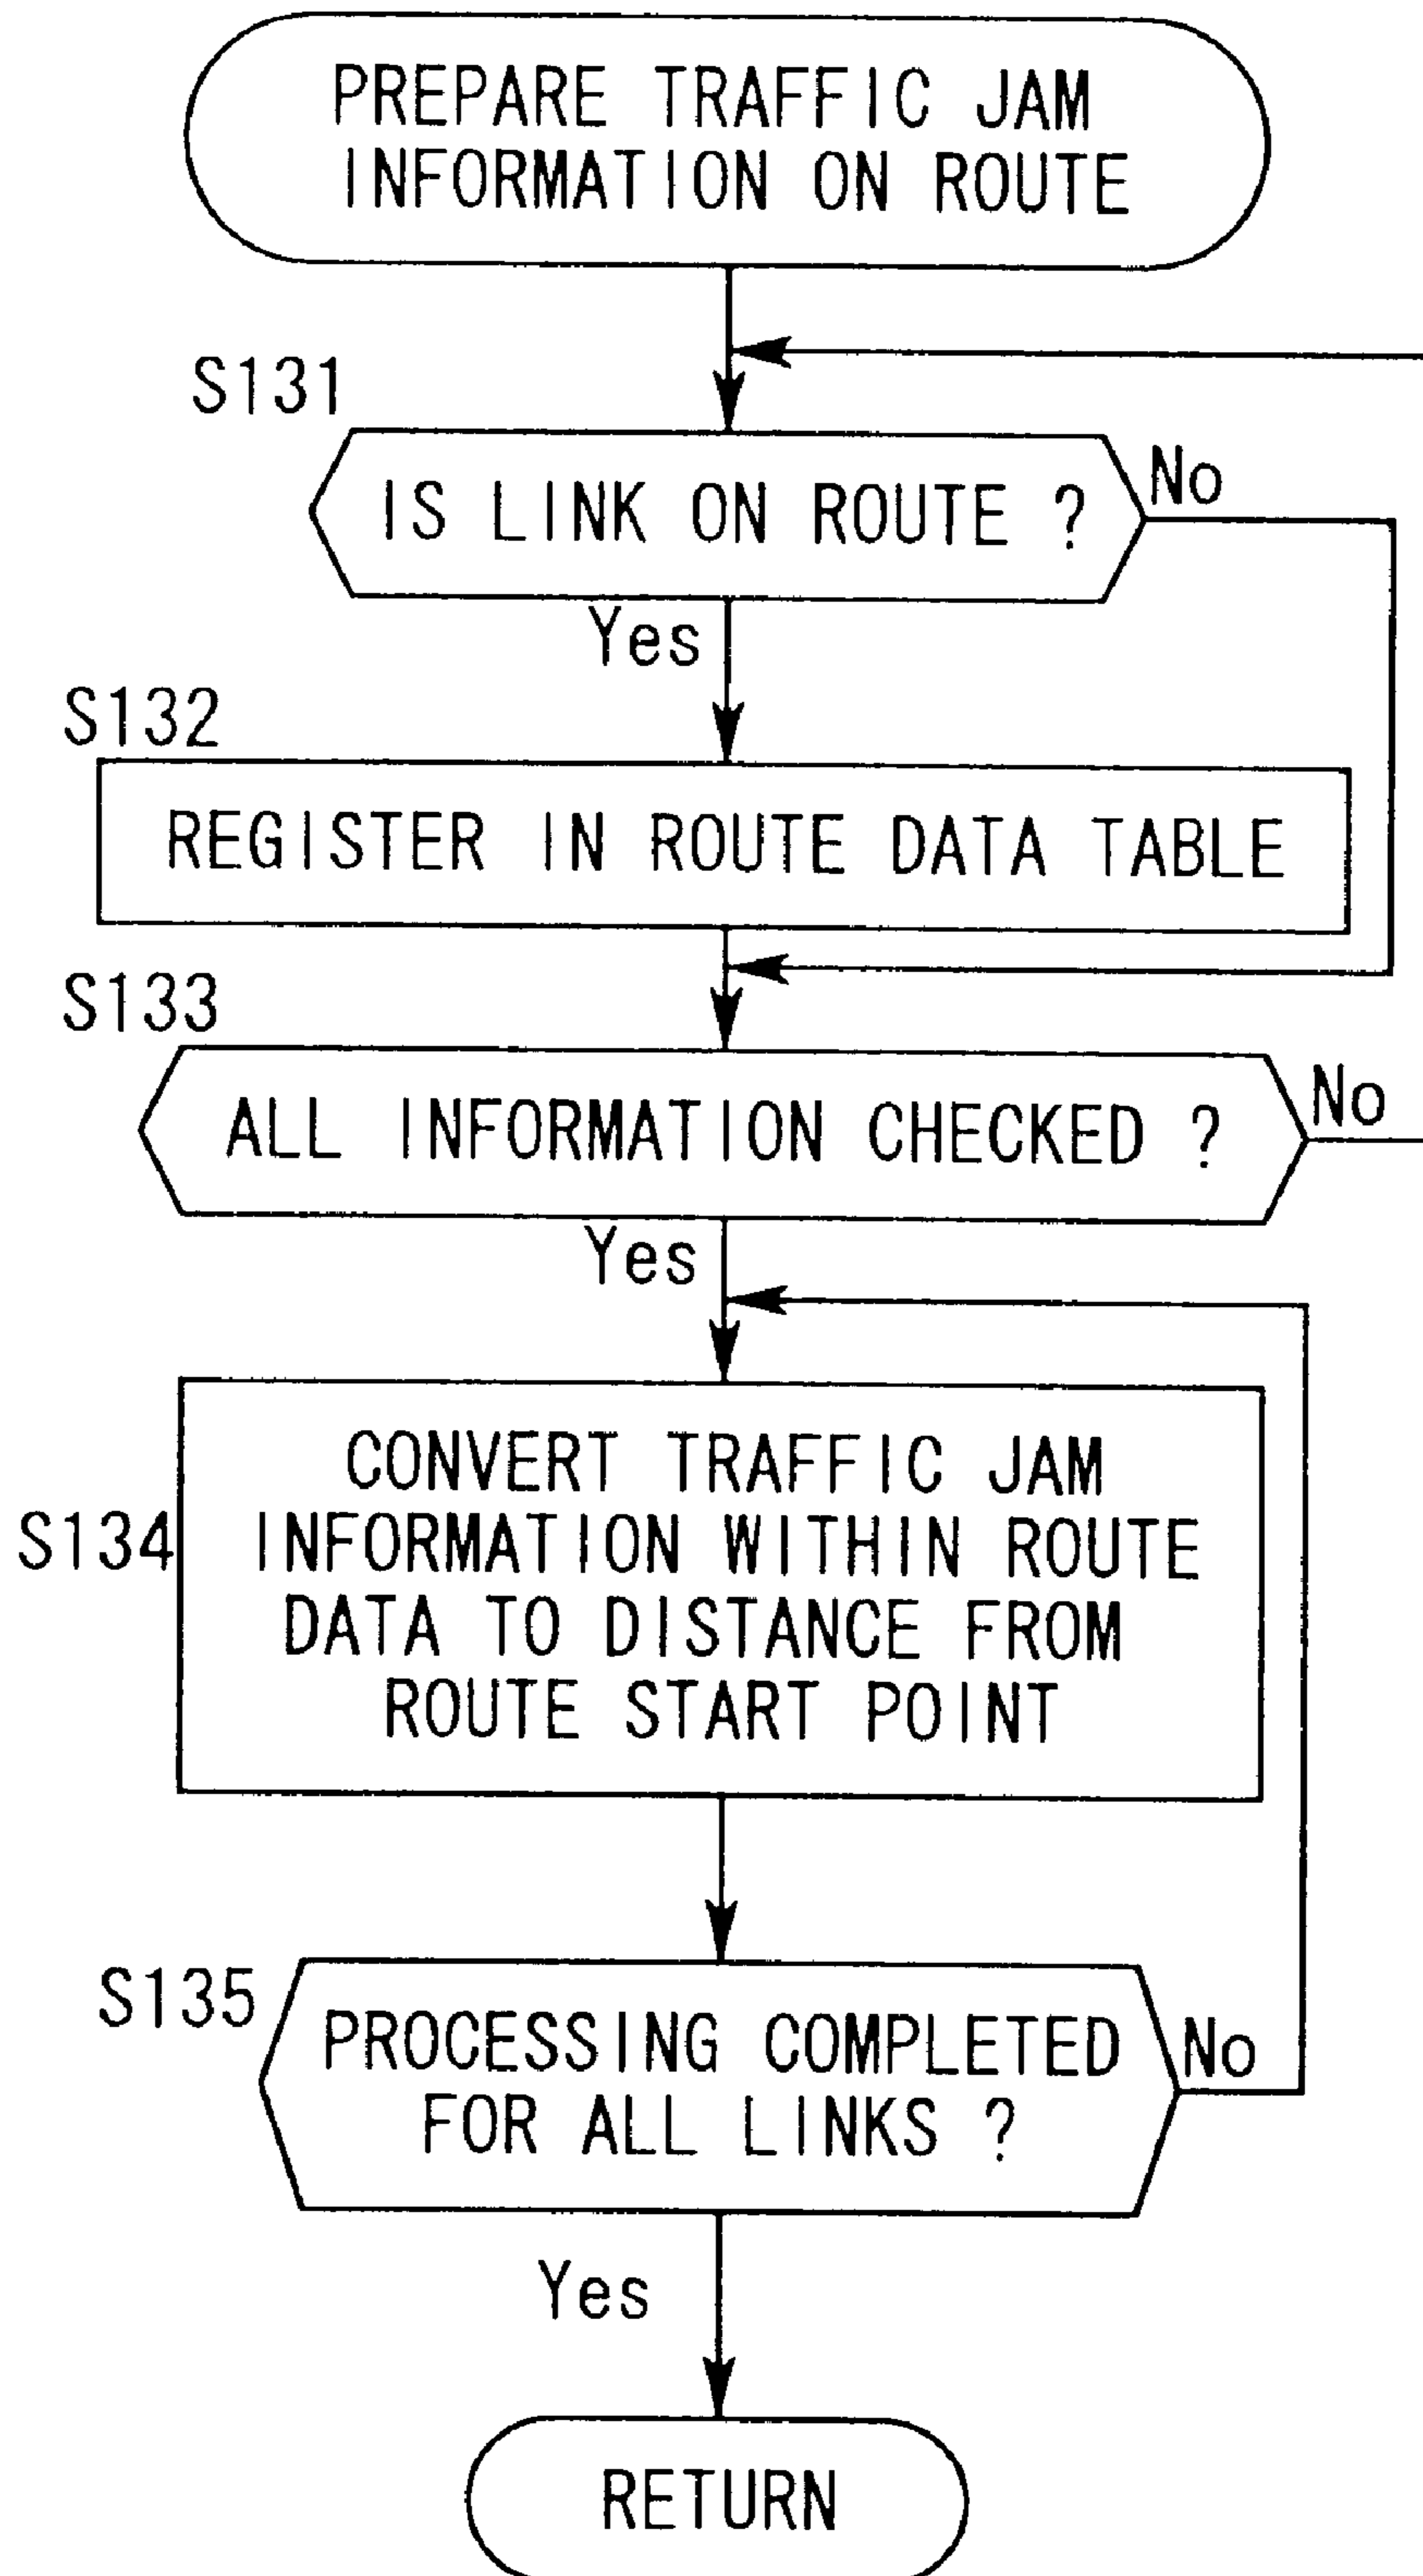 PREPARE TRAFFIC JAM
INFORMATION ON ROUTE
S131
IS LINK ON ROUTE ?
No
Yes
S132
REGISTER IN ROUTE DATA TABLE
S133
ALL INFORMATION CHECKED ?
No
Yes
S134
CONVERT TRAFFIC JAM
INFORMATION WITHIN ROUTE
DATA TO DISTANCE FROM
ROUTE START POINT
S135
PROCESSING COMPLETED
FOR ALL LINKS ?
No
Yes
RETURN